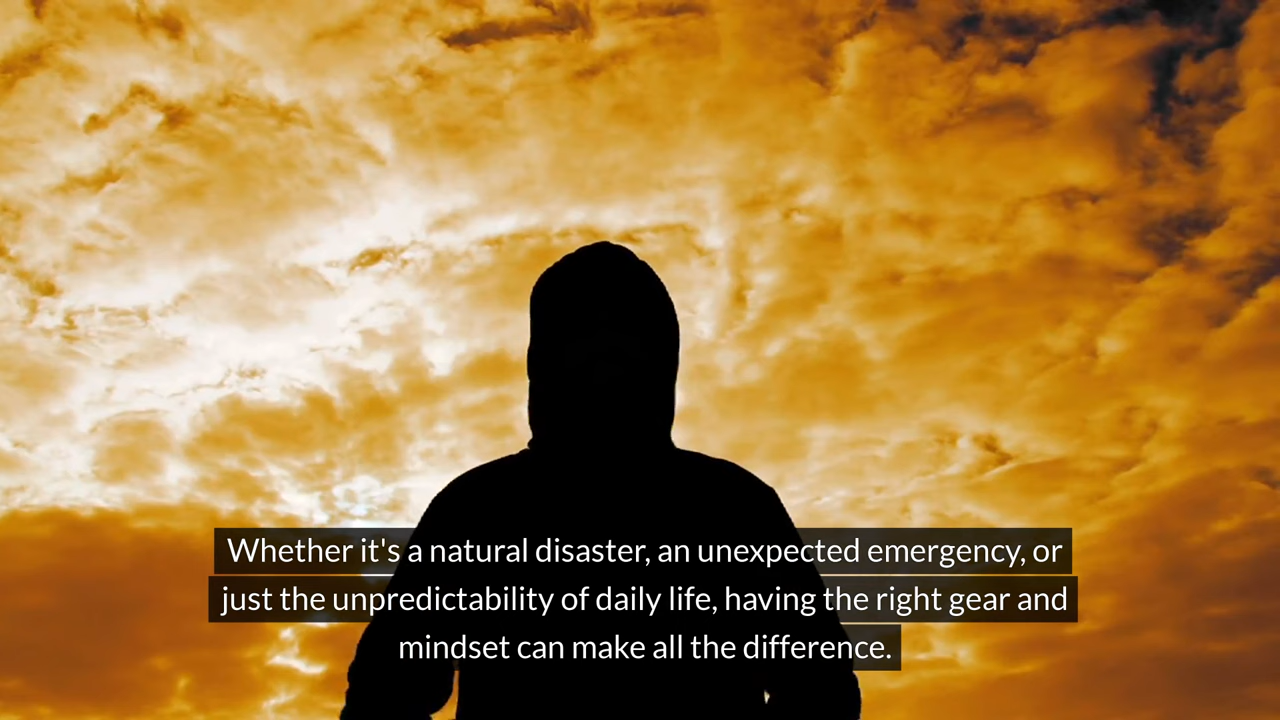 Whether it's a natural disaster, an unexpected emergency, or
just the unpredictability of daily life, having the right gear and
mindset can make all the difference.